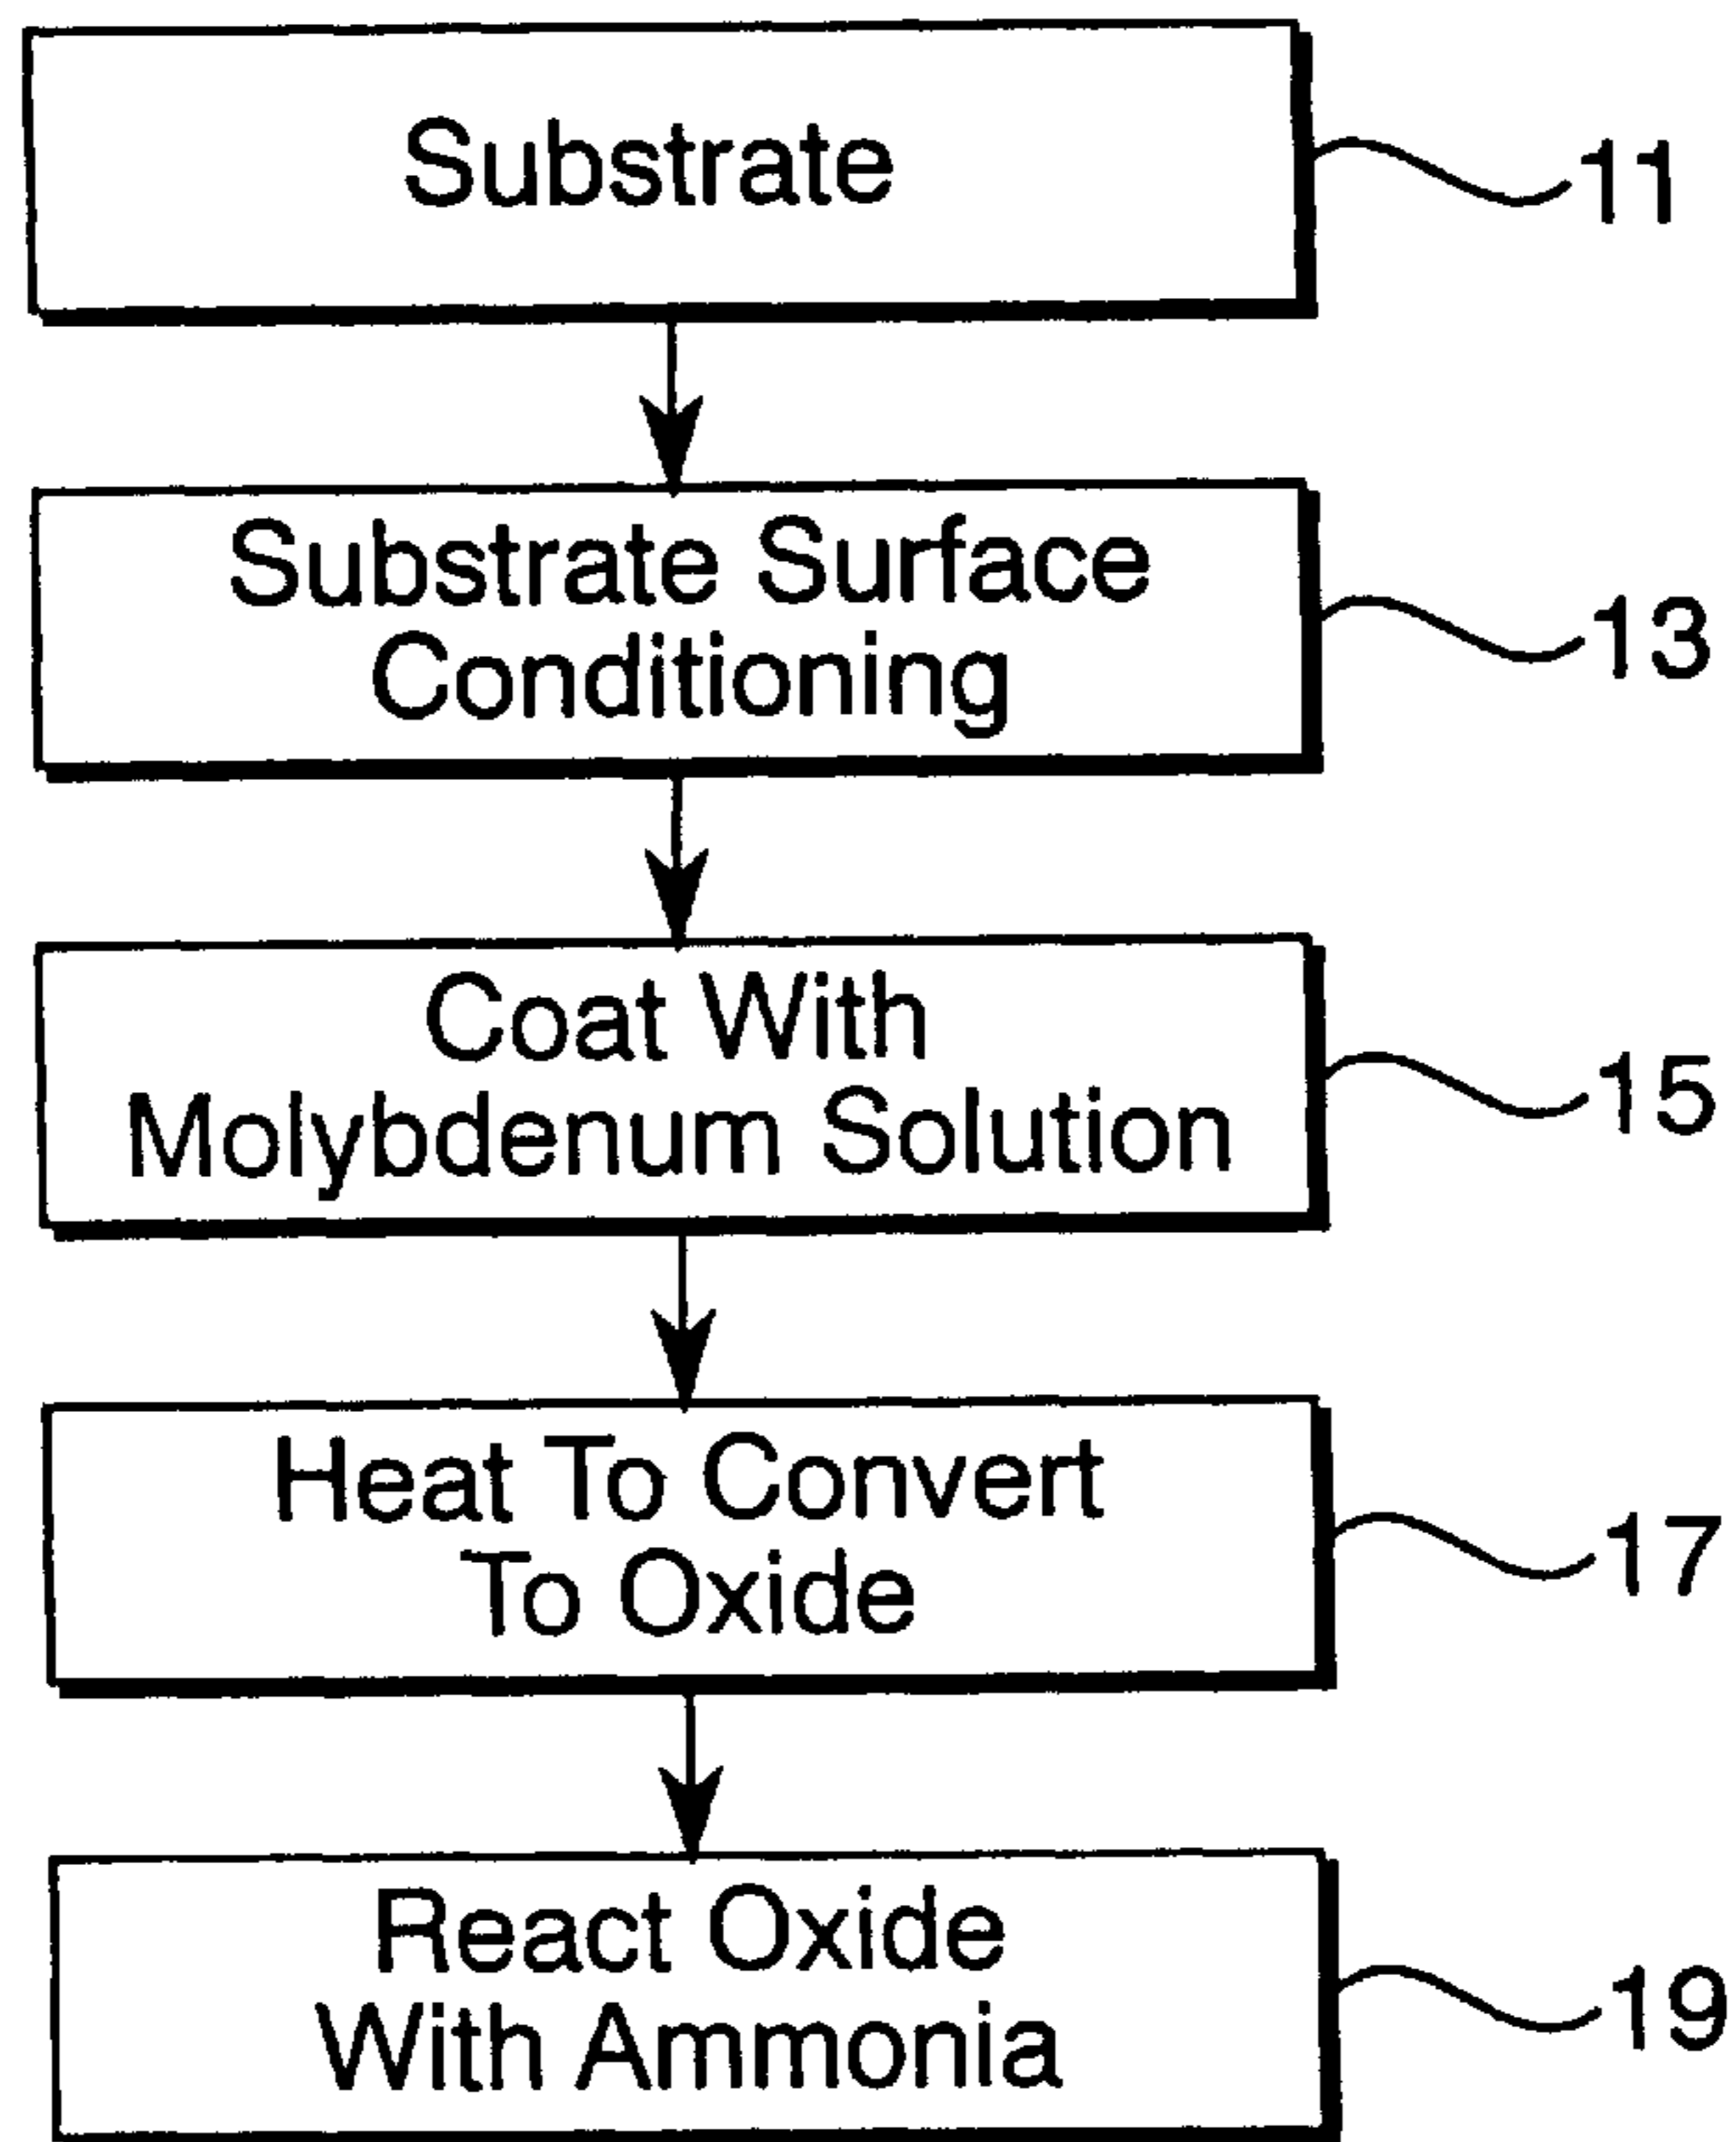 Substrate
11
Substrate Surface
Conditioning
13
Coat With
Molybdenum Solution
15
Heat To Convert
To Oxide
17
React Oxide
With Ammonia
19